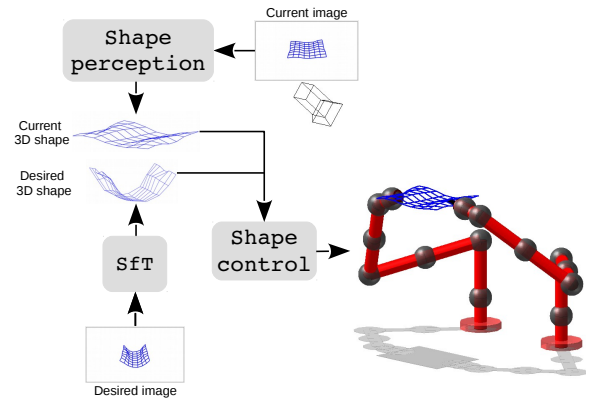 Current image
Shape
perception
Current
3D shape
Desired
3D shape
Shape
control
SfT
Desired image